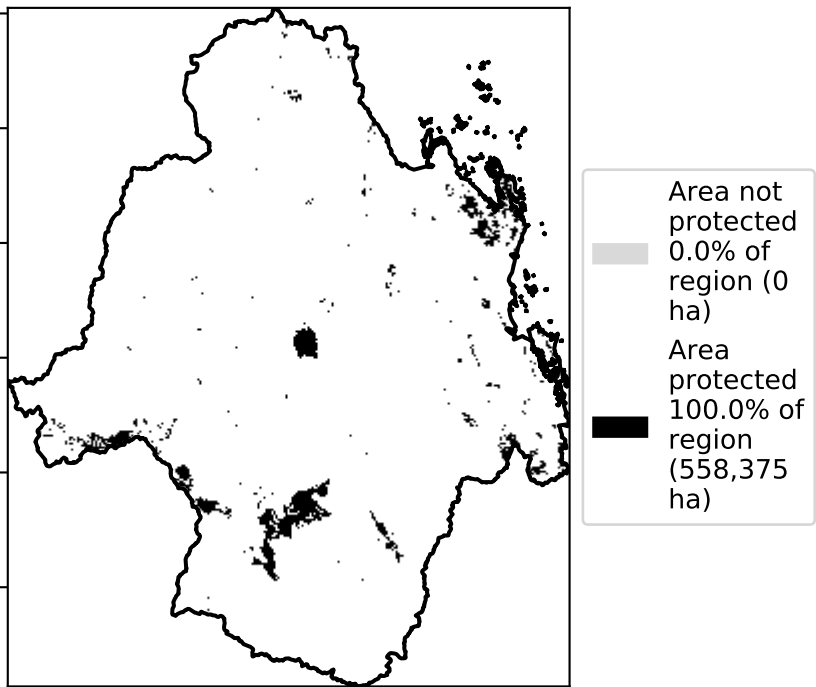 Area not
protected
0.0% of
region (0
ha)
Area
protected
100.0% of
region
(558,375
ha)